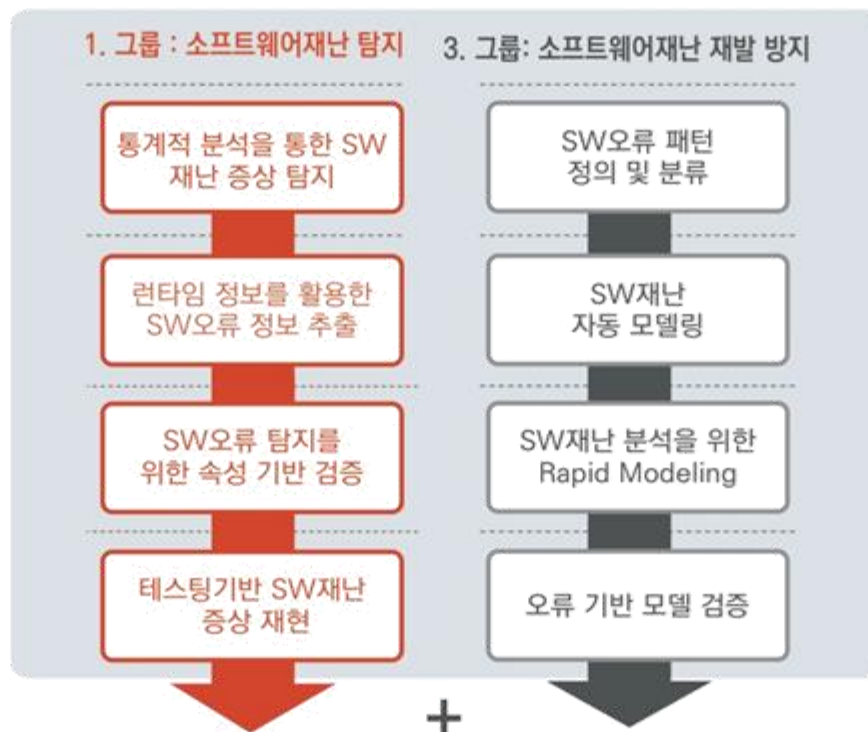 1. 그룹 : 소프트웨어재난 탐지
통계적 분석을 통한 SW
재난 증상 탐지
런타임 정보를 활용한
SW오류 정보 추출
SW오류 탐지를
위한 속성 기반 검증
테스팅기반 SW재난
증상 재현
3. 그룹: 소프트웨어재난 재발 방지
SW오류 패턴
정의 및 분류
SW재난
자동 모델링
SW재난 분석을 위한
Rapid Modeling
오류 기반 모델 검증
+